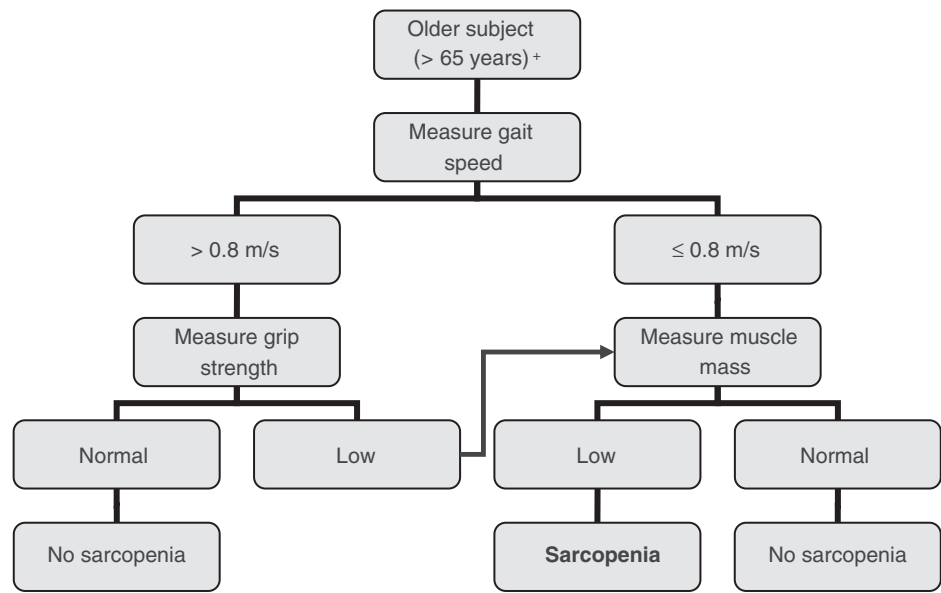 Older subject
(> 65 years) +
Measure gait
speed
> 0.8 m/s
≤ 0.8 m/s
Measure grip
strength
Measure muscle
mass
Normal
Low
Low
Normal
No sarcopenia
Sarcopenia
No sarcopenia